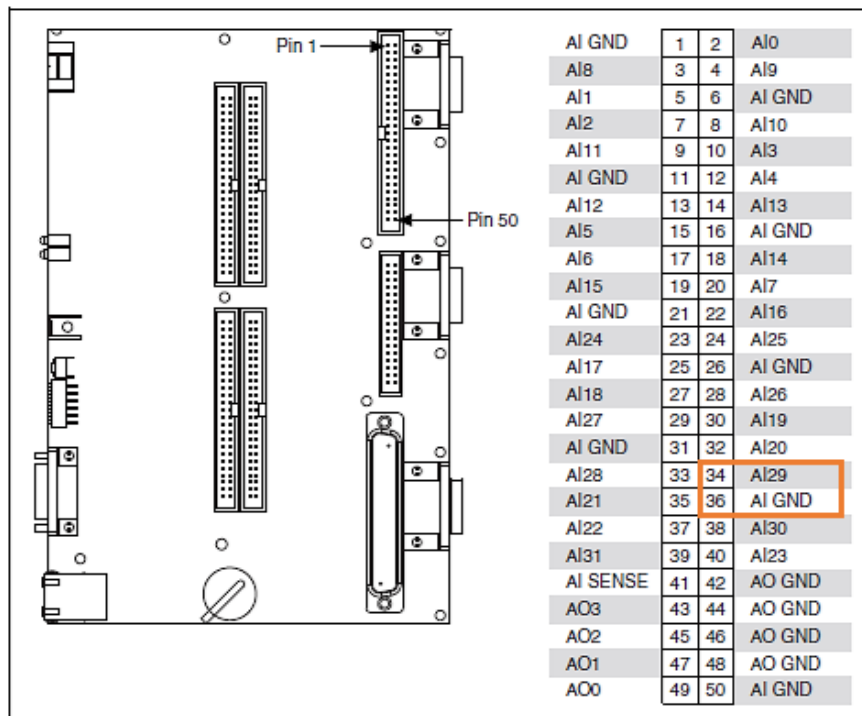 Pin 1
Pin 50
AI GND 1 2 AI0
AI8 3 4 AI9
AI1 5 6 AI GND
AI2 7 8 AI10
AI11 9 10 AI3
AI GND 11 12 AI4
AI12 13 14 AI13
AI5 15 16 AI GND
AI6 17 18 AI14
AI15 19 20 AI7
AI GND 21 22 AI16
AI24 23 24 AI25
AI17 25 26 AI GND
AI18 27 28 AI26
AI27 29 30 AI19
AI GND 31 32 AI20
AI28 33 34 AI29
AI21 35 36 AI GND
AI22 37 38 AI30
AI31 39 40 AI23
AI SENSE 41 42 AO GND
AO3 43 44 AO GND
AO2 45 46 AO GND
AO1 47 48 AO GND
AO0 49 50 AI GND